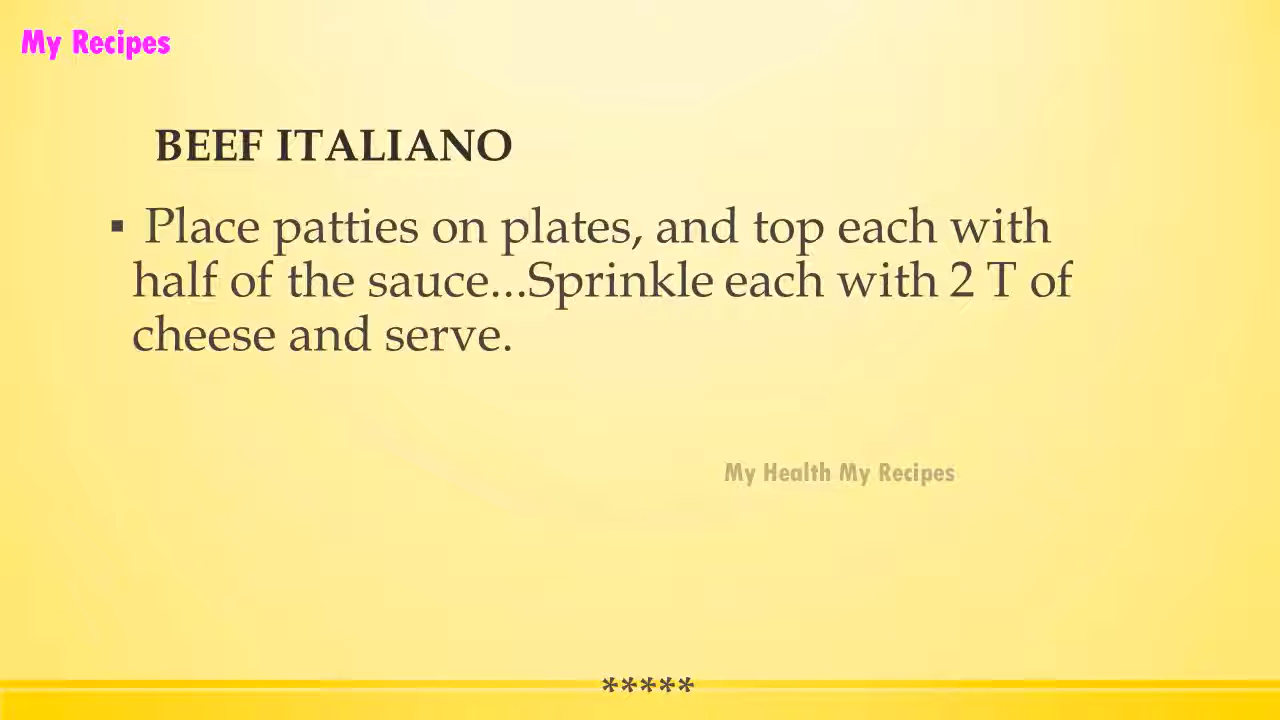 My Recipes
BEEF ITALIANO
▪ Place patties on plates, and top each with
half of the sauce...Sprinkle each with 2 T of
cheese and serve.
My Health My Recipes
*****